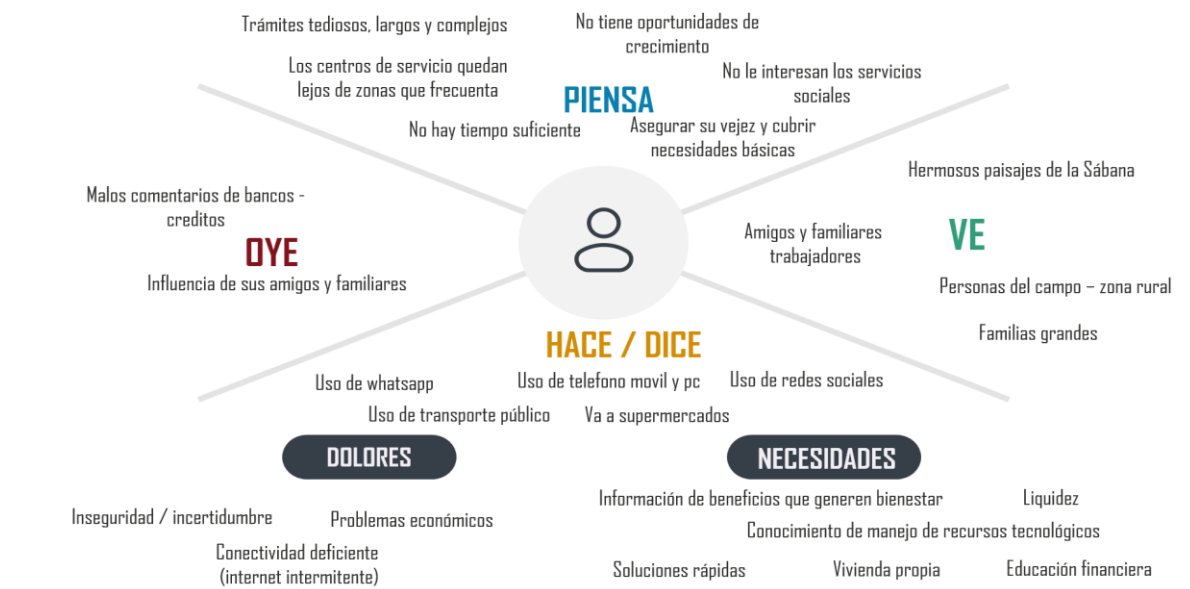 Trámites tediosos, largos y complejos
No tiene oportunidades de
crecimiento
Los centros de servicio quedan
lejos de zonas que frecuenta
No le interesan los servicios
sociales
PIENSA
No hay tiempo suficiente
Asegurar su vejez y cubrir
necesidades básicas
Malos comentarios de bancos -
creditos
OYE
Influencia de sus amigos y familiares
Hermosos paisajes de la Sábana
Amigos y familiares
trabajadores
VE
Personas del campo – zona rural
Familias grandes
HACE / DICE
Uso de whatsapp
Uso de telefono movil y pc
Uso de redes sociales
Uso de transporte público
Va a supermercados
DOLORES
Inseguridad / incertidumbre
Problemas económicos
Conectividad deficiente
(internet intermitente)
NECESIDADES
Información de beneficios que generen bienestar
Liquidez
Conocimiento de manejo de recursos tecnológicos
Soluciones rápidas
Vivienda propia
Educación financiera